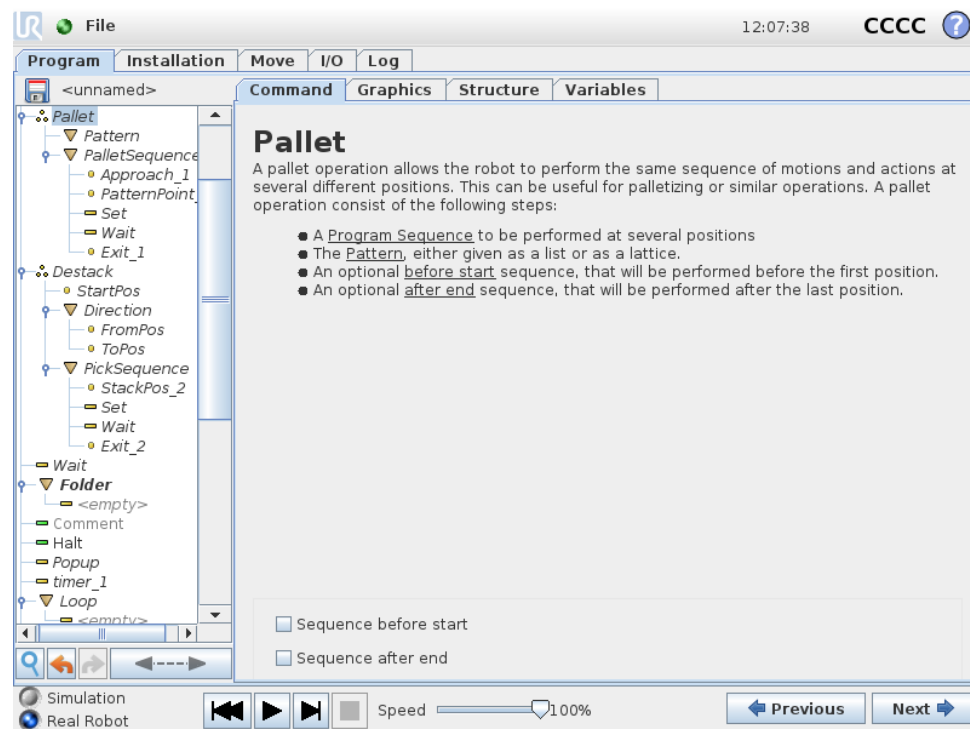 UR File 12:07:38 CCCC ?
Program Installation Move I/O Log
<unnamed> Command Graphics Structure Variables
Pallet
Pattern
PalletSequence
Approach_1
PatternPoint_
Set
Wait
Exit_1
Destack
StartPos
Direction
FromPos
ToPos
PickSequence
StackPos_2
Set
Wait
Exit_2
Wait
Folder
<empty>
Comment
Halt
Popup
timer_1
Loop
<empty>
Pallet
A pallet operation allows the robot to perform the same sequence of motions and actions at
several different positions. This can be useful for palletizing or similar operations. A pallet
operation consist of the following steps:
● A Program Sequence to be performed at several positions
● The Pattern, either given as a list or as a lattice.
● An optional before start sequence, that will be performed before the first position.
● An optional after end sequence, that will be performed after the last position.
Sequence before start
Sequence after end
Simulation
Real Robot
Speed 100%
Previous Next